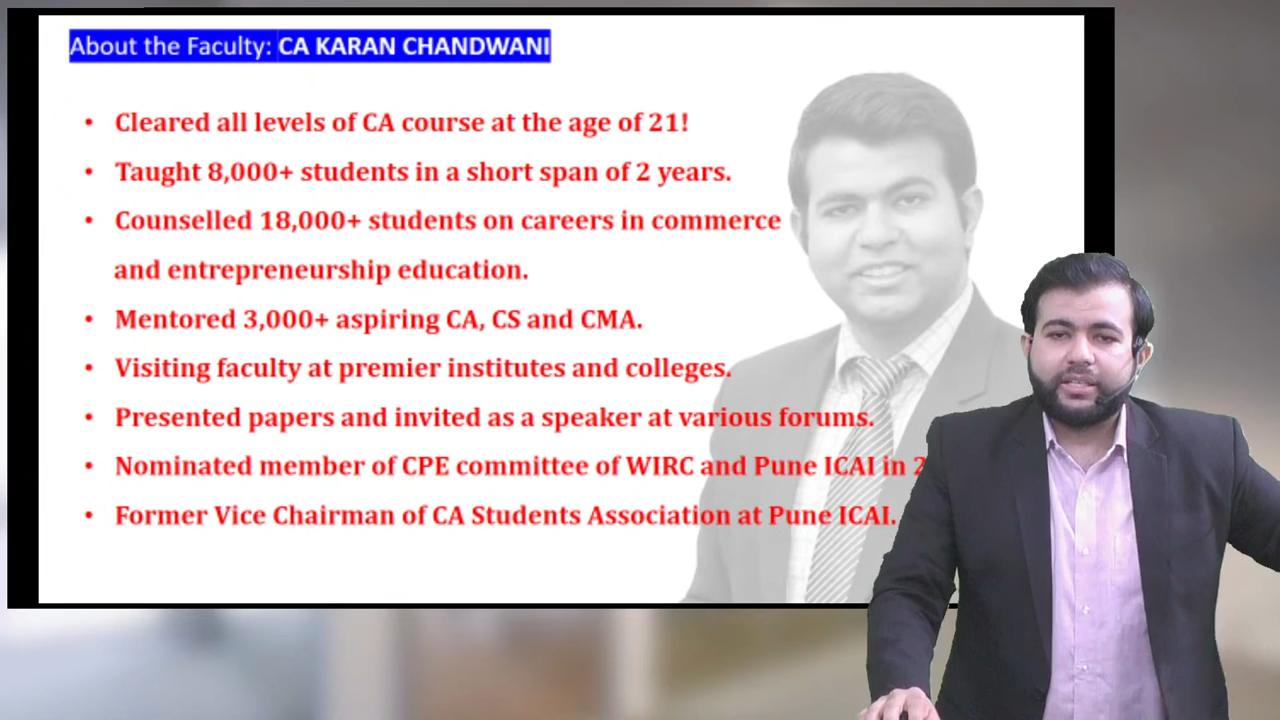 About the Faculty: CA KARAN CHANDWANI
• Cleared all levels of CA course at the age of 21!
• Taught 8,000+ students in a short span of 2 years.
• Counselled 18,000+ students on careers in commerce
and entrepreneurship education.
• Mentored 3,000+ aspiring CA, CS and CMA.
• Visiting faculty at premier institutes and colleges.
• Presented papers and invited as a speaker at various forums.
• Nominated member of CPE committee of WIRC and Pune ICAI in
• Former Vice Chairman of CA Students Association at Pune ICAI.